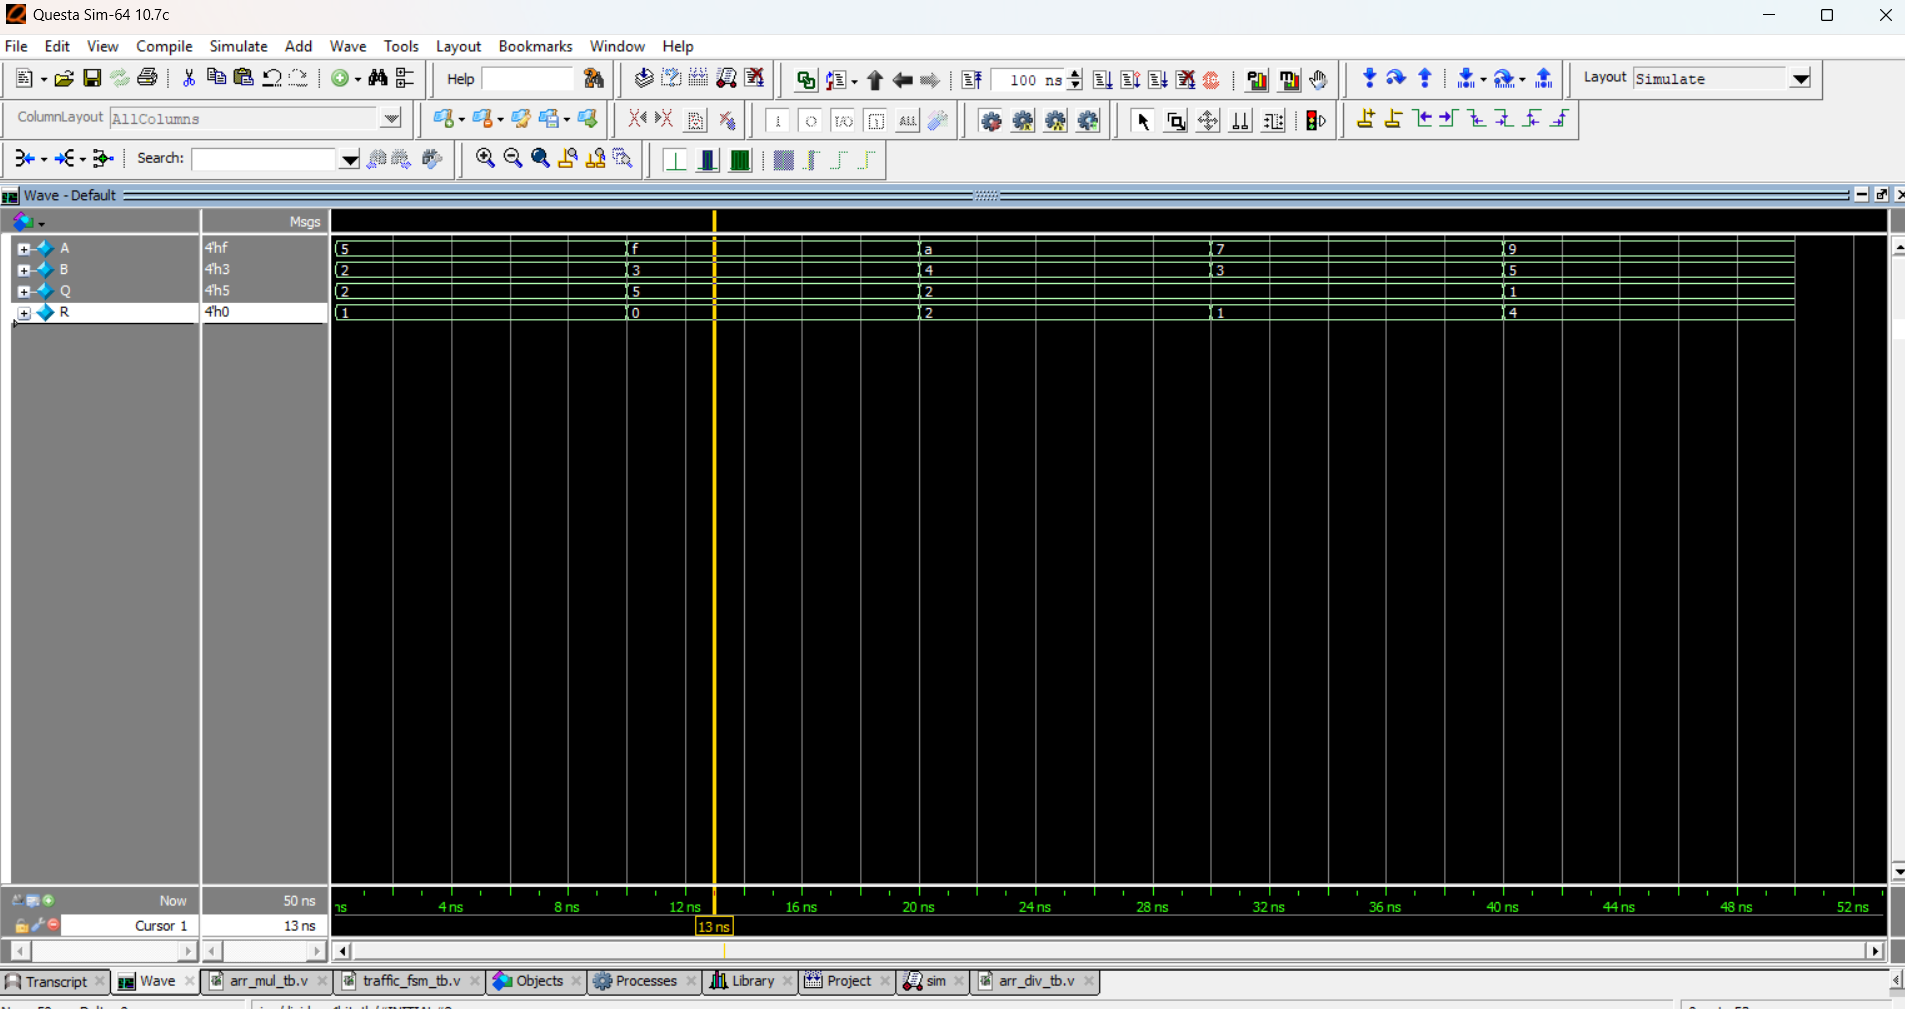 Questa Sim-64 10.7c
File Edit View Compile Simulate Add Wave Tools Layout Bookmarks Window Help
Help 100 ns Layout Simulate
ColumnLayout AllColumns
Search:
Wave - Default
Msgs
A 4'hf 5 f a 7 9
B 4'h3 2 3 4 3 5
Q 4'h5 2 5 2 1
R 4'h0 1 0 2 1 4
Now 50 ns ns 4 ns 8 ns 12 ns 16 ns 20 ns 24 ns 28 ns 32 ns 36 ns 40 ns 44 ns 48 ns 52 ns
Cursor 1 13 ns 13 ns
Transcript Wave arr_mul_tb.v traffic_fsm_tb.v Objects Processes Library Project sim arr_div_tb.v